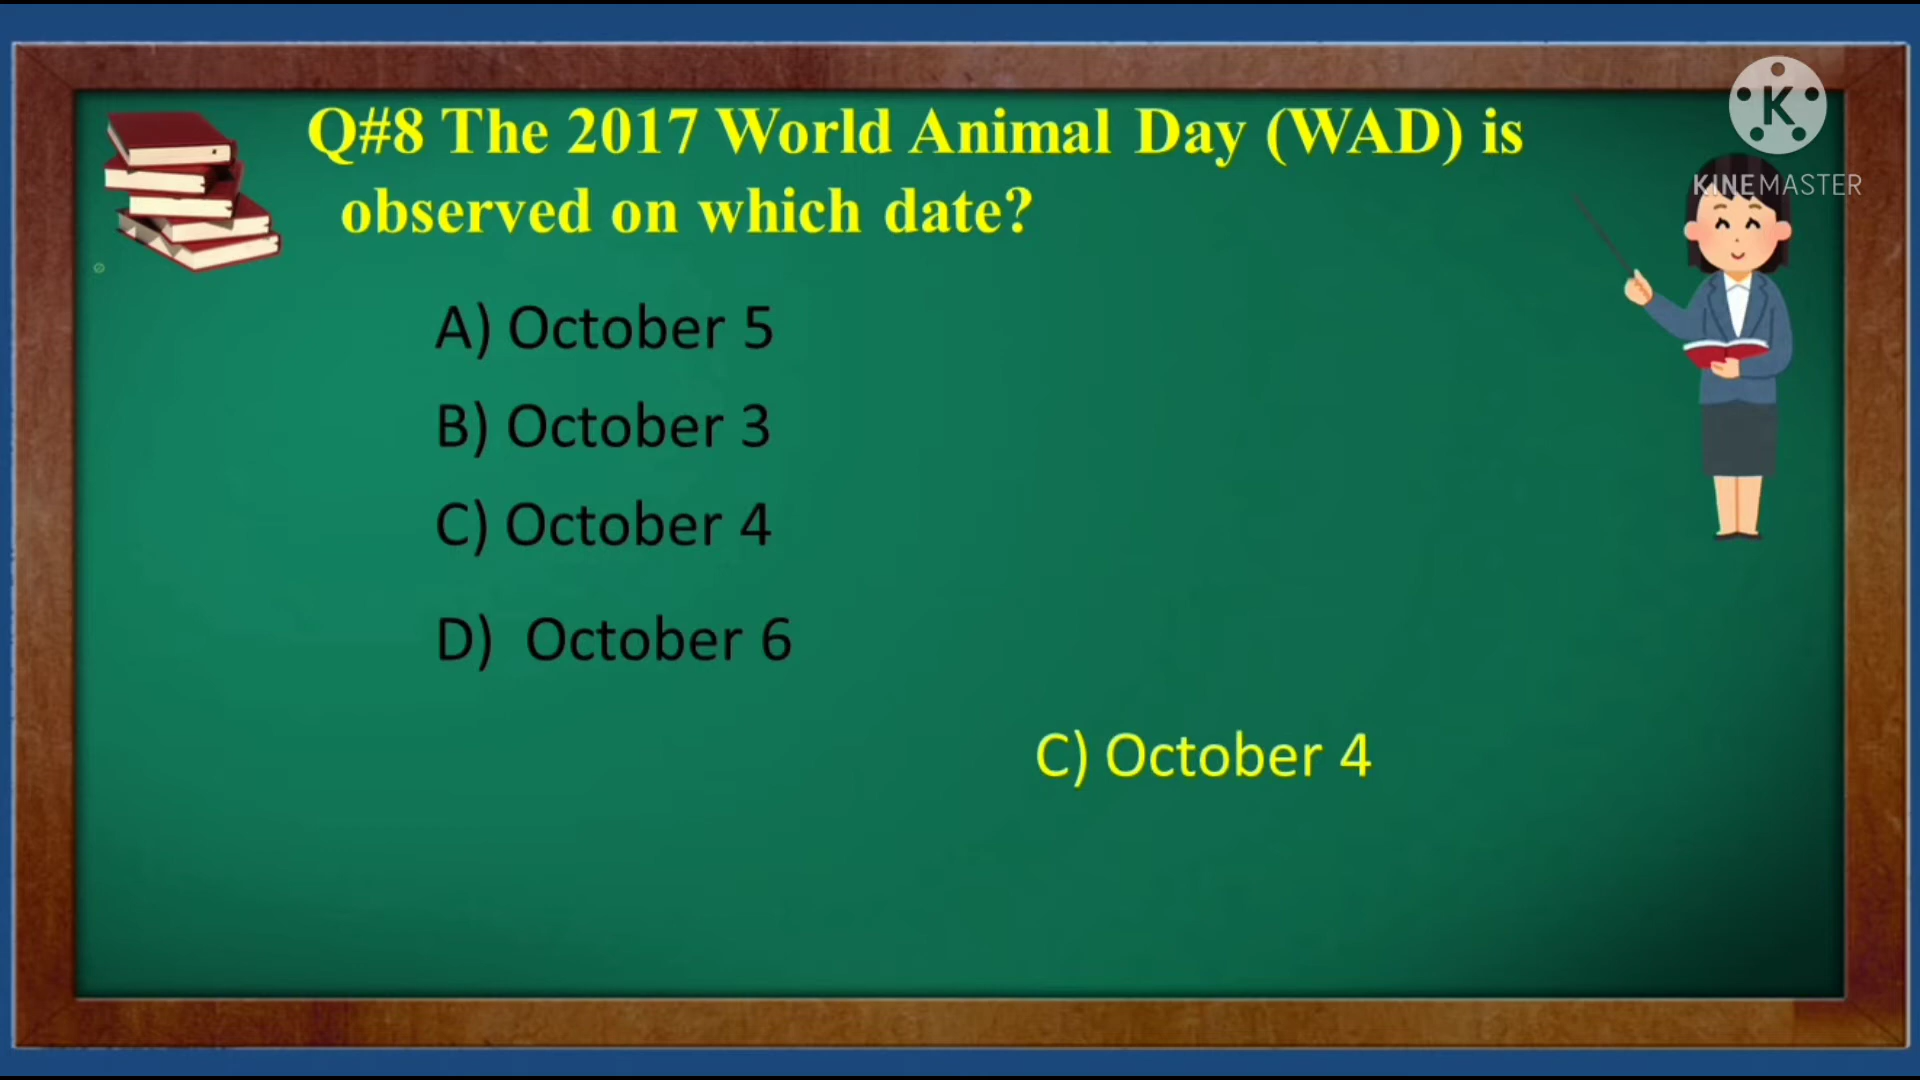 Q#8 The 2017 World Animal Day (WAD) is
observed on which date?
A) October 5
B) October 3
C) October 4
D) October 6
C) October 4
K
KINEMASTER